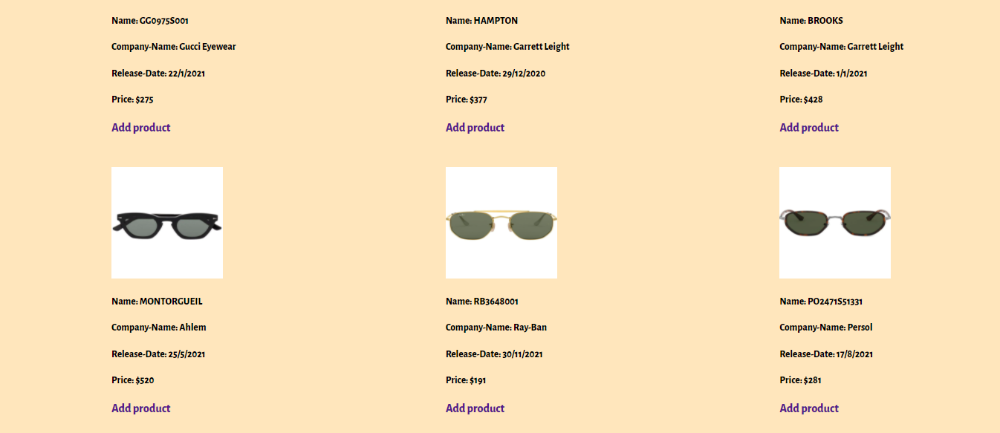 Name: GG0975S001
Company-Name: Gucci Eyewear
Release-Date: 22/1/2021
Price: $275
Add product
Name: HAMPTON
Company-Name: Garrett Leight
Release-Date: 29/12/2020
Price: $377
Add product
Name: BROOKS
Company-Name: Garrett Leight
Release-Date: 1/1/2021
Price: $428
Add product
Name: MONTORGUEIL
Company-Name: Ahlem
Release-Date: 25/5/2021
Price: $520
Add product
Name: RB3648001
Company-Name: Ray-Ban
Release-Date: 30/11/2021
Price: $191
Add product
Name: PO2471S51331
Company-Name: Persol
Release-Date: 17/8/2021
Price: $281
Add product